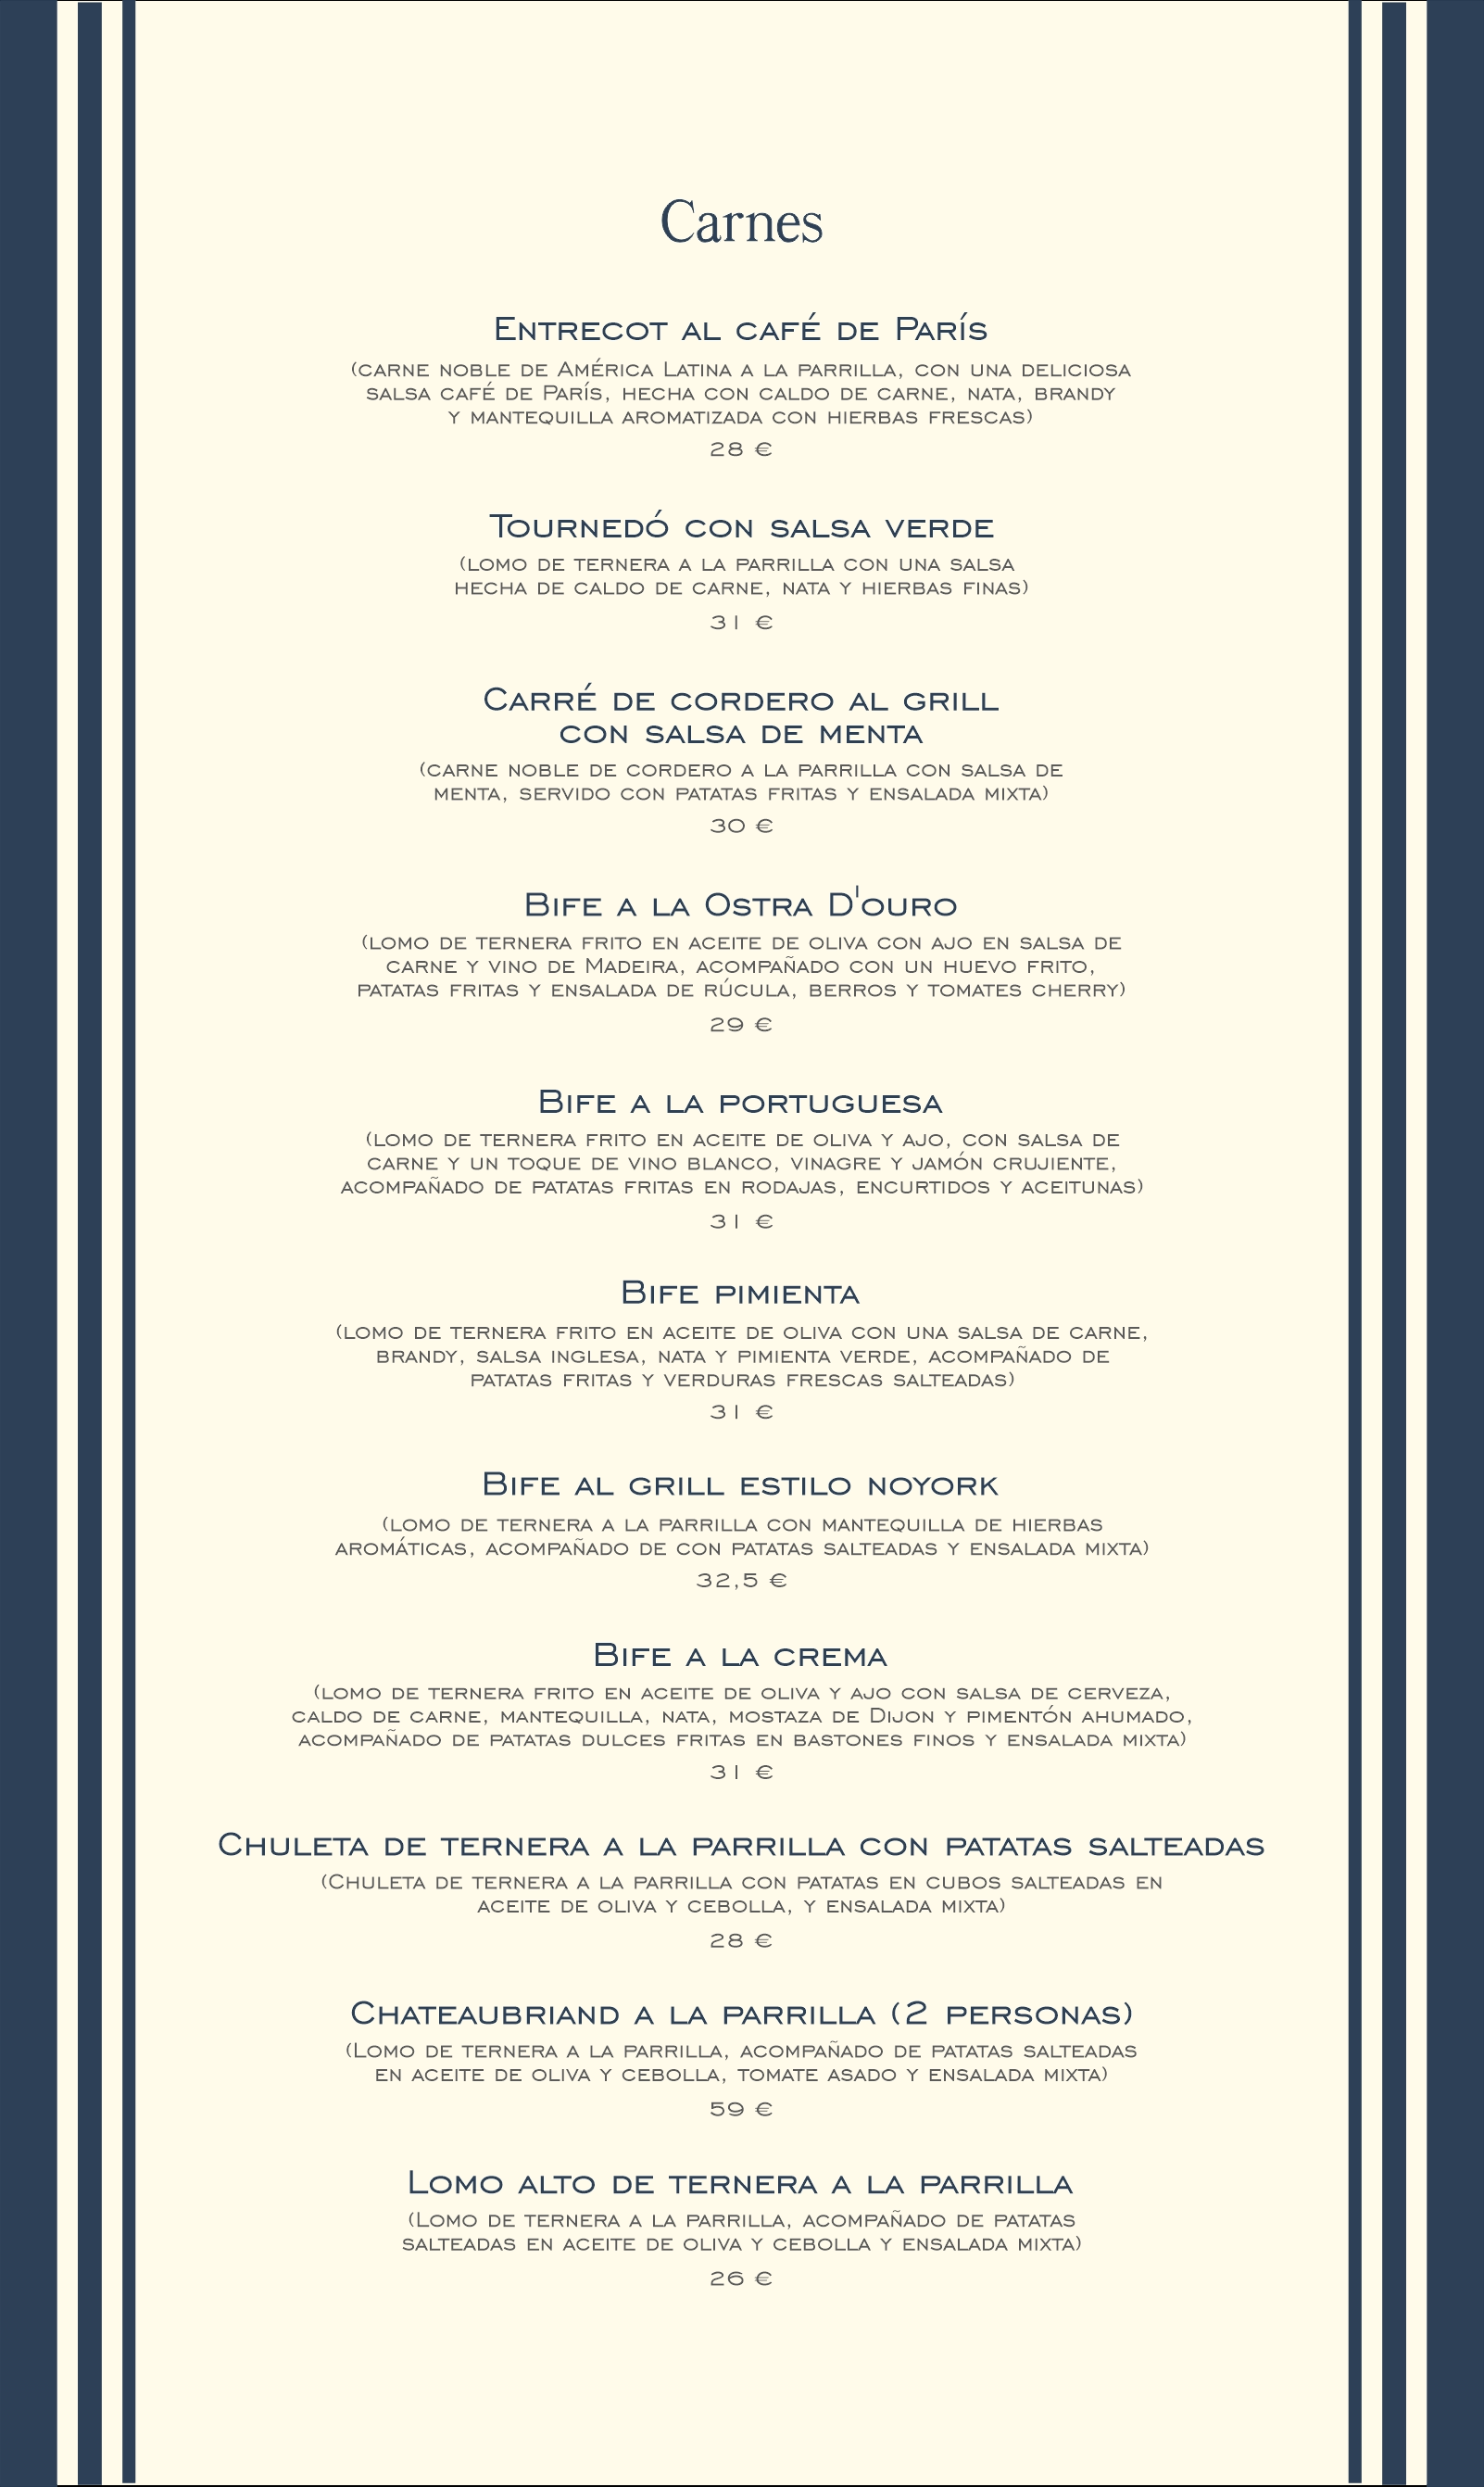 Carnes
Entrecot al café de París
(carne noble de América Latina a la parrilla, con una deliciosa
salsa café de París, hecha con caldo de carne, nata, brandy
y mantequilla aromatizada con hierbas frescas)
28 €
Tournedó con salsa verde
(lomo de ternera a la parrilla con una salsa
hecha de caldo de carne, nata y hierbas finas)
31 €
Carré de cordero al grill
con salsa de menta
(carne noble de cordero a la parrilla con salsa de
menta, servido con patatas fritas y ensalada mixta)
30 €
Bife a la Ostra D'ouro
(lomo de ternera frito en aceite de oliva con ajo en salsa de
carne y vino de Madeira, acompañado con un huevo frito,
patatas fritas y ensalada de rúcula, berros y tomates cherry)
29 €
Bife a la portuguesa
(lomo de ternera frito en aceite de oliva y ajo, con salsa de
carne y un toque de vino blanco, vinagre y jamón crujiente,
acompañado de patatas fritas en rodajas, encurtidos y aceitunas)
31 €
Bife pimienta
(lomo de ternera frito en aceite de oliva con una salsa de carne,
brandy, salsa inglesa, nata y pimienta verde, acompañado de
patatas fritas y verduras frescas salteadas)
31 €
Bife al grill estilo noyork
(lomo de ternera a la parrilla con mantequilla de hierbas
aromáticas, acompañado de con patatas salteadas y ensalada mixta)
32,5 €
Bife a la crema
(lomo de ternera frito en aceite de oliva y ajo con salsa de cerveza,
caldo de carne, mantequilla, nata, mostaza de Dijon y pimentón ahumado,
acompañado de patatas dulces fritas en bastones finos y ensalada mixta)
31 €
Chuleta de ternera a la parrilla con patatas salteadas
(Chuleta de ternera a la parrilla con patatas en cubos salteadas en
aceite de oliva y cebolla, y ensalada mixta)
28 €
Chateaubriand a la parrilla (2 personas)
(Lomo de ternera a la parrilla, acompañado de patatas salteadas
en aceite de oliva y cebolla, tomate asado y ensalada mixta)
59 €
Lomo alto de ternera a la parrilla
(Lomo de ternera a la parrilla, acompañado de patatas
salteadas en aceite de oliva y cebolla y ensalada mixta)
26 €